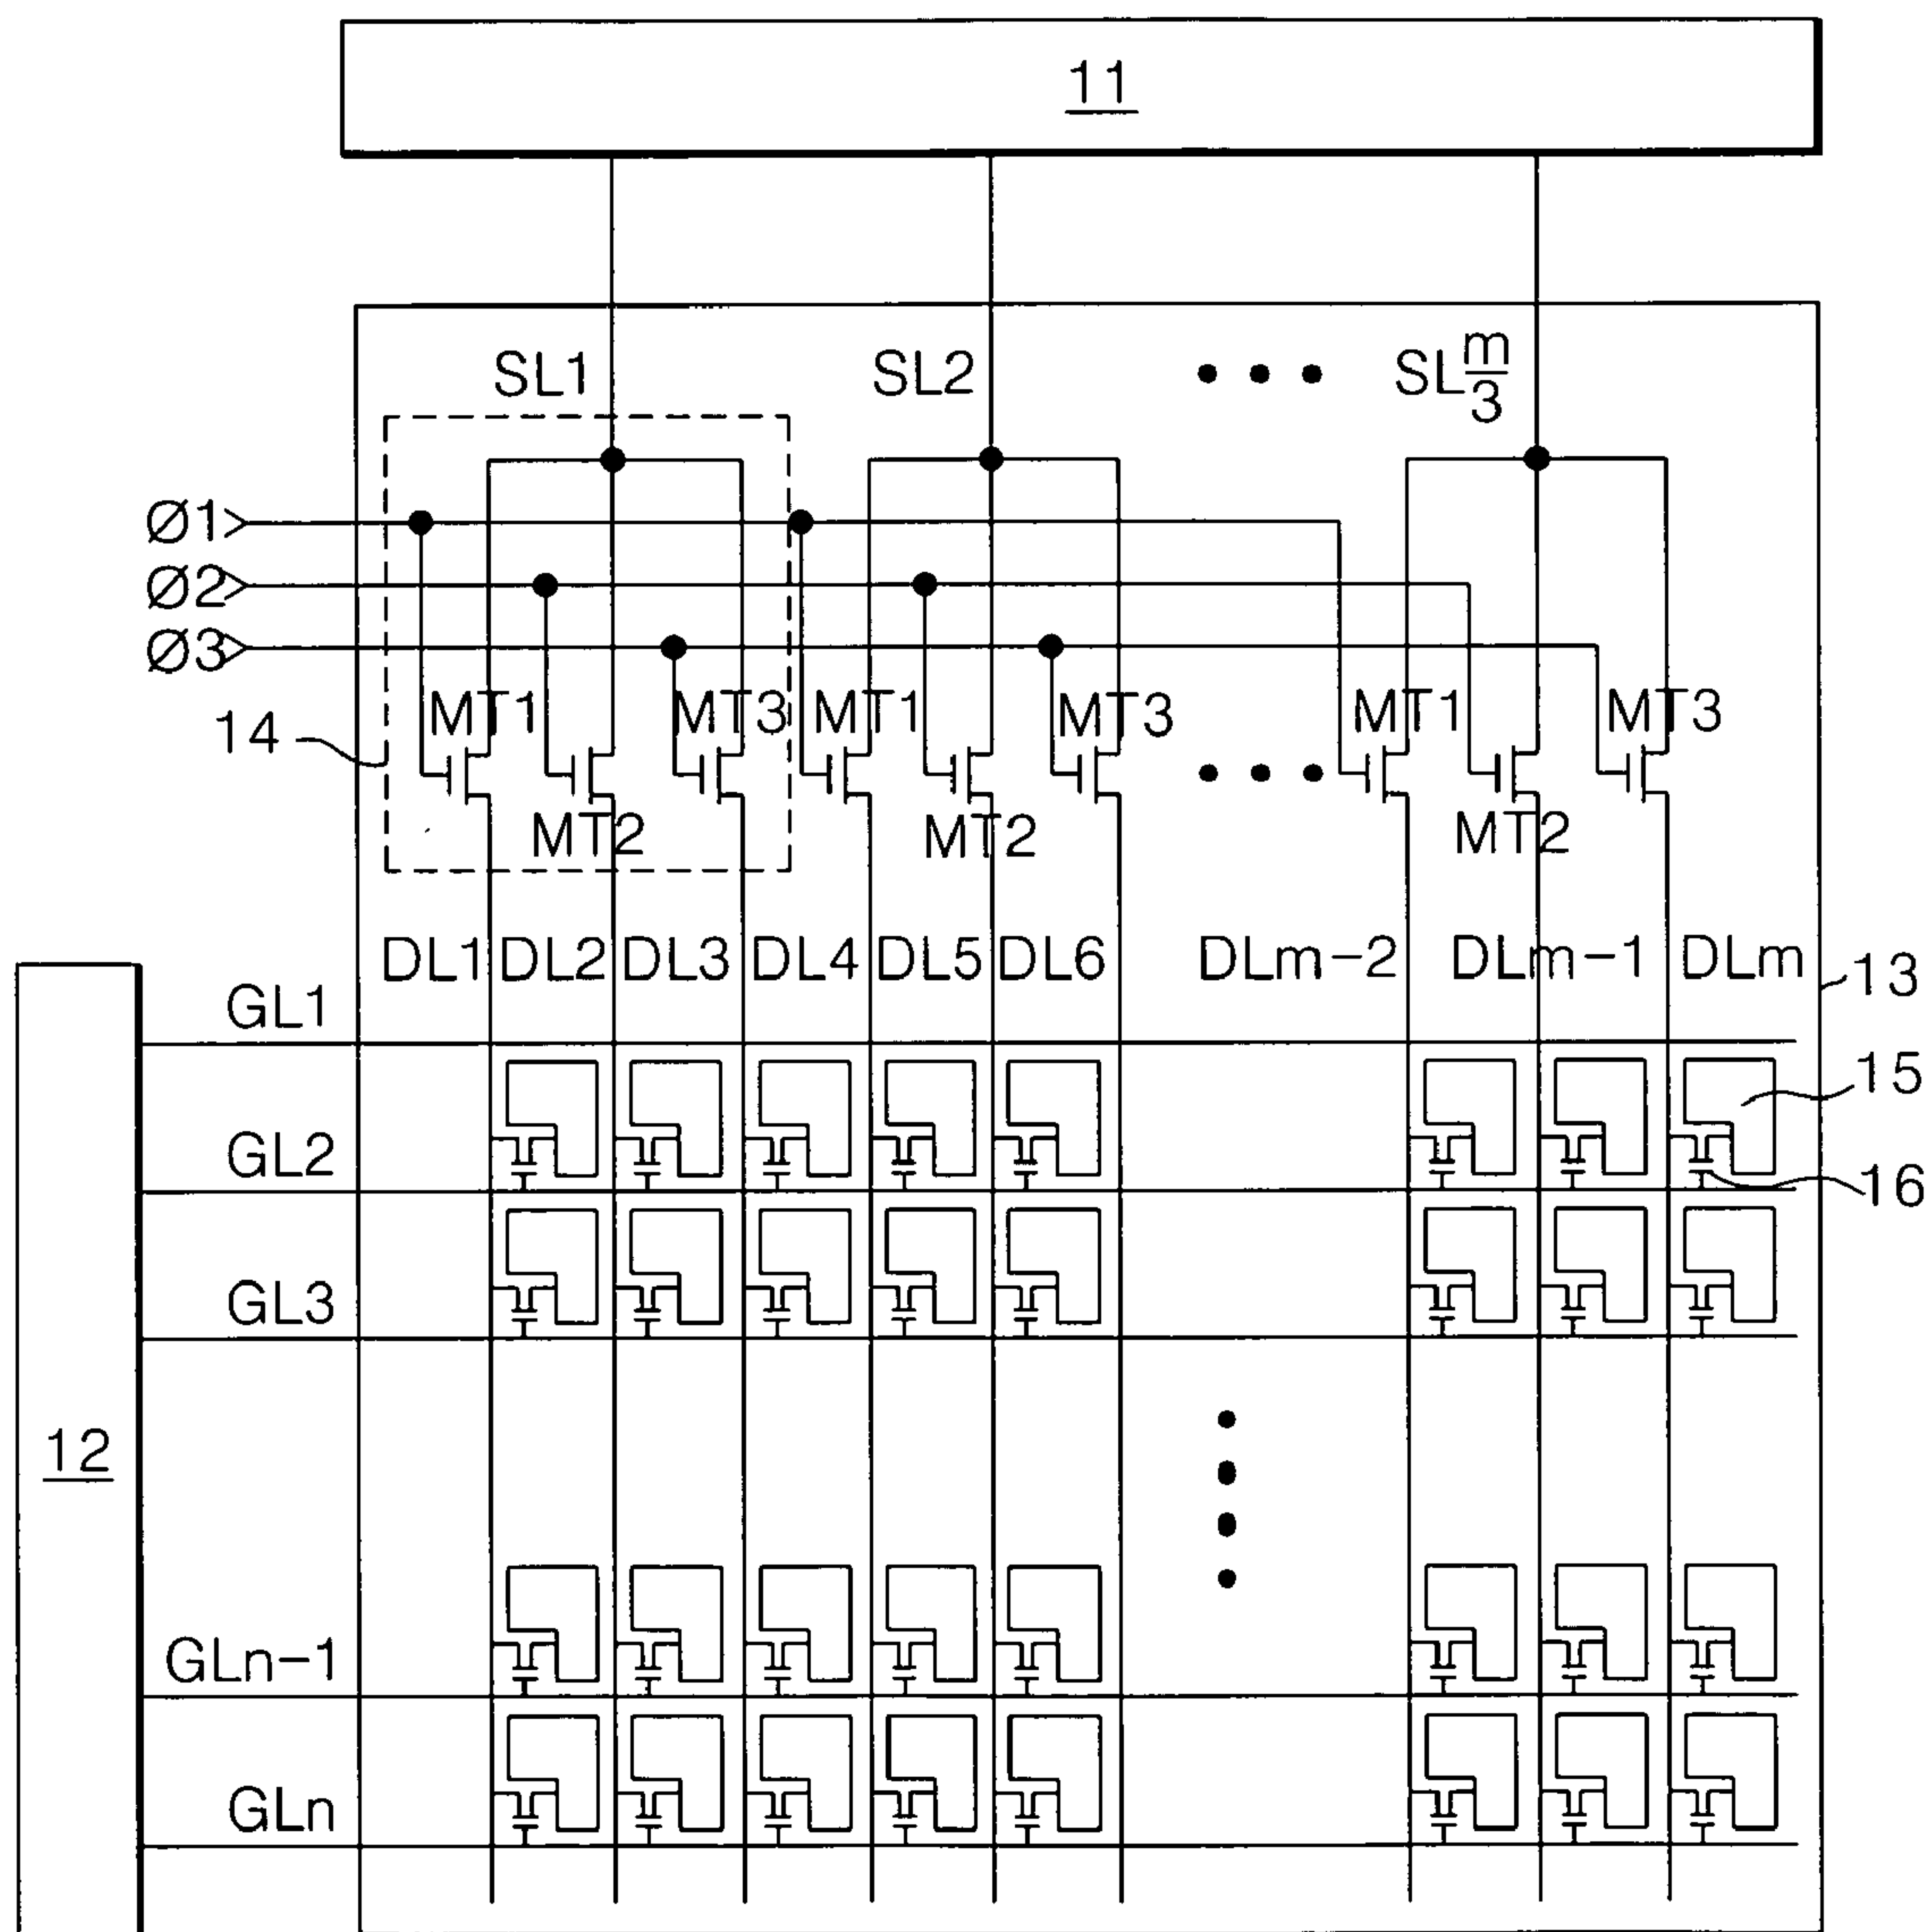 11
SL1 SL2 SL m/3
Ø1
Ø2
Ø3
MT1 MT3 MT1 MT3 MT1 MT3
14
MT2 MT2 MT2
DL1 DL2 DL3 DL4 DL5 DL6 DLm-2 DLm-1 DLm
13
GL1
15
GL2
16
GL3
12
GLn-1
GLn